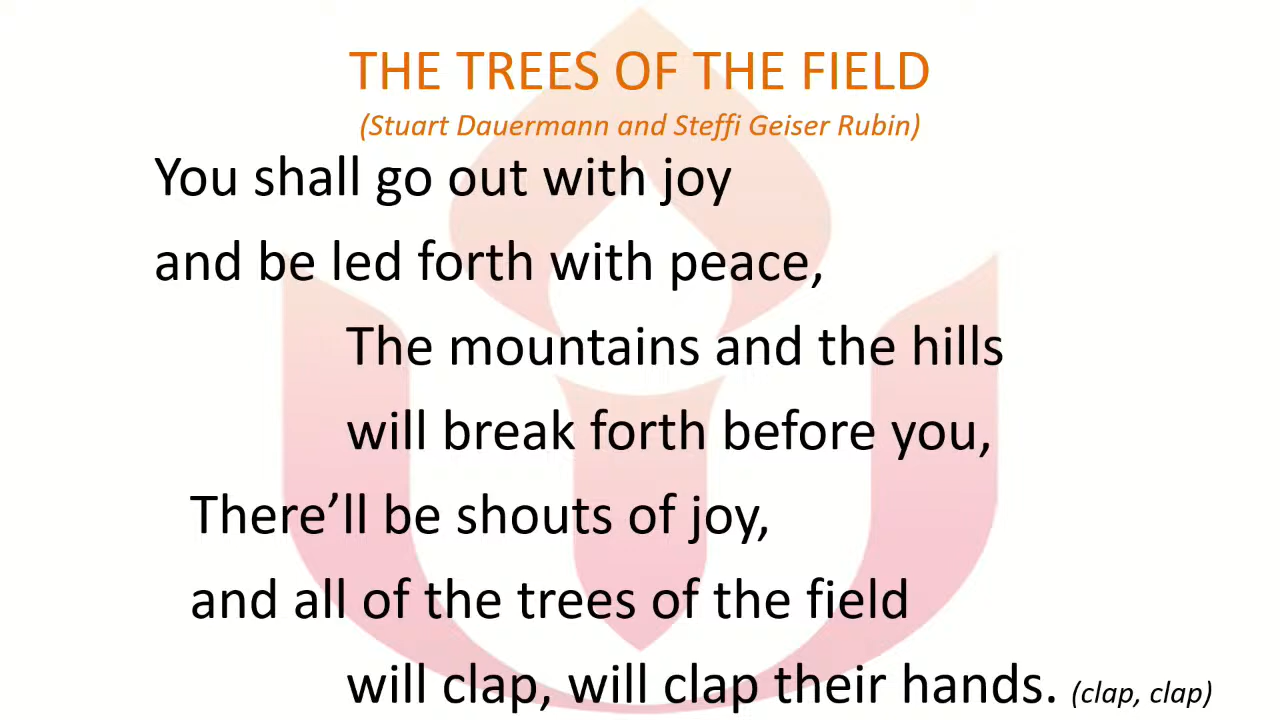 THE TREES OF THE FIELD
(Stuart Dauermann and Steffi Geiser Rubin)
You shall go out with joy
and be led forth with peace,
The mountains and the hills
will break forth before you,
There’ll be shouts of joy,
and all of the trees of the field
will clap, will clap their hands. (clap, clap)